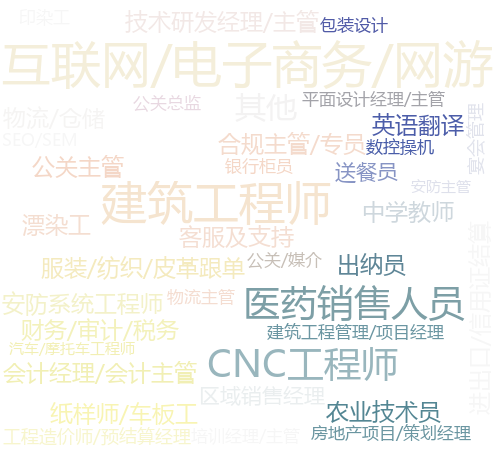 印染工
技术研发经理/主管
包装设计
互联网/电子商务/网游
公关总监
其他
平面设计经理/主管
物流/仓储
英语翻译
宴会管理
SEO/SEM
合规主管/专员
数控操机
公关主管
银行柜员
送餐员
安防主管
建筑工程师
中学教师
漂染工
客服及支持
进出口/信用证结算
服装/纺织/皮革跟单
公关/媒介
出纳员
安防系统工程师
物流主管
医药销售人员
财务/审计/税务
建筑工程管理/项目经理
汽车/摩托车工程师
会计经理/会计主管
CNC工程师
区域销售经理
纸样师/车板工
农业技术员
工程造价师/预结算经理
培训经理/主管
房地产项目/策划经理